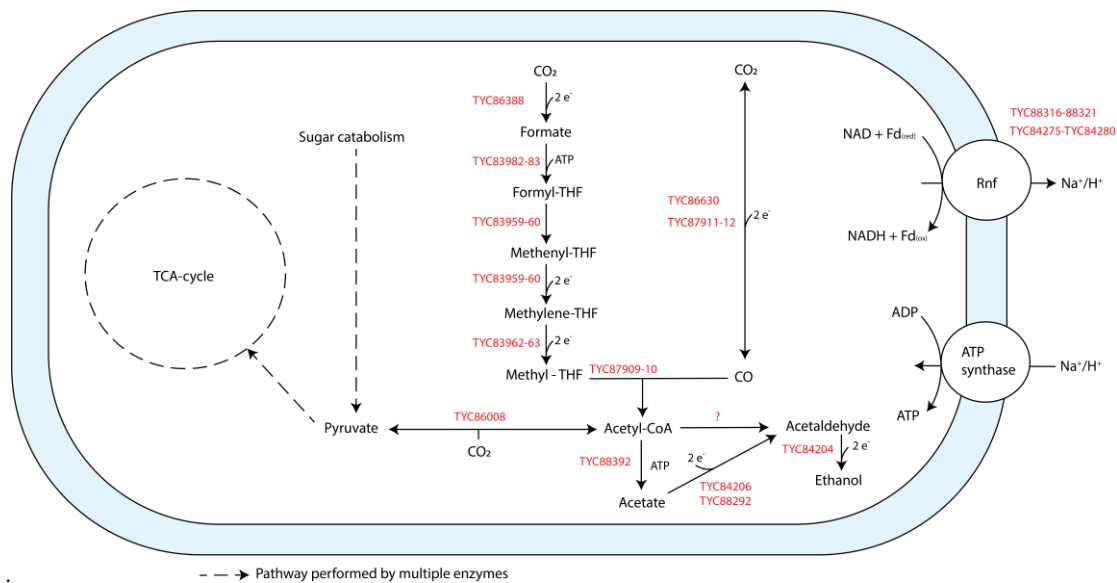 CO₂
TYC86388
2 e⁻
Formate
TYC83982-83
ATP
Formyl-THF
TYC83959-60
Methenyl-THF
TYC83959-60
2 e⁻
Methylene-THF
TYC83962-63
2 e⁻
Methyl - THF
TYC87909-10
CO₂
TYC86630
TYC87911-12
2 e⁻
CO
Sugar catabolism
TCA-cycle
Pyruvate
TYC86008
CO₂
Acetyl-CoA
?
Acetaldehyde
TYC88392
ATP
Acetate
2 e⁻
TYC84206
TYC88292
TYC84204
2 e⁻
Ethanol
TYC88316-88321
TYC84275-TYC84280
NAD + Fd(red)
Rnf
Na⁺/H⁺
NADH + Fd(ox)
ADP
ATP
synthase
Na⁺/H⁺
ATP
Pathway performed by multiple enzymes
.